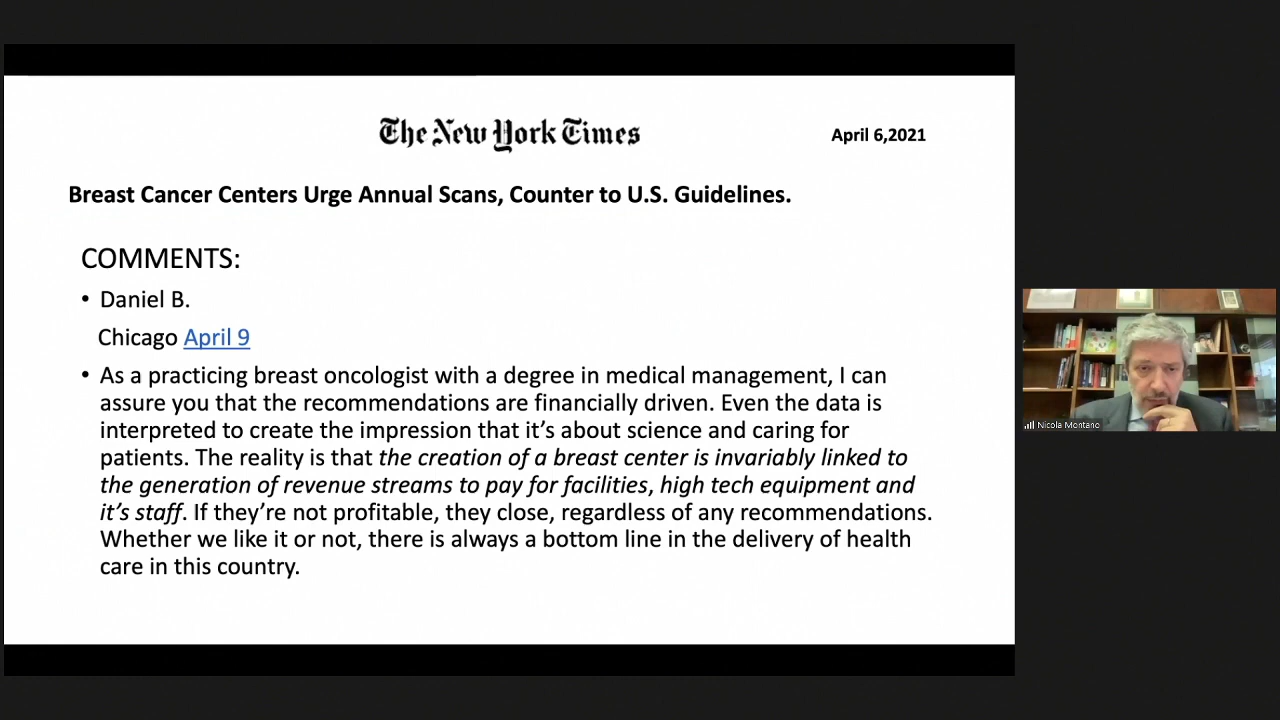 The New York Times
April 6,2021
Breast Cancer Centers Urge Annual Scans, Counter to U.S. Guidelines.
COMMENTS:
• Daniel B.
Chicago April 9
• As a practicing breast oncologist with a degree in medical management, I can
assure you that the recommendations are financially driven. Even the data is
interpreted to create the impression that it's about science and caring for
patients. The reality is that the creation of a breast center is invariably linked to
the generation of revenue streams to pay for facilities, high tech equipment and
it's staff. If they're not profitable, they close, regardless of any recommendations.
Whether we like it or not, there is always a bottom line in the delivery of health
care in this country.
Nicola Montano